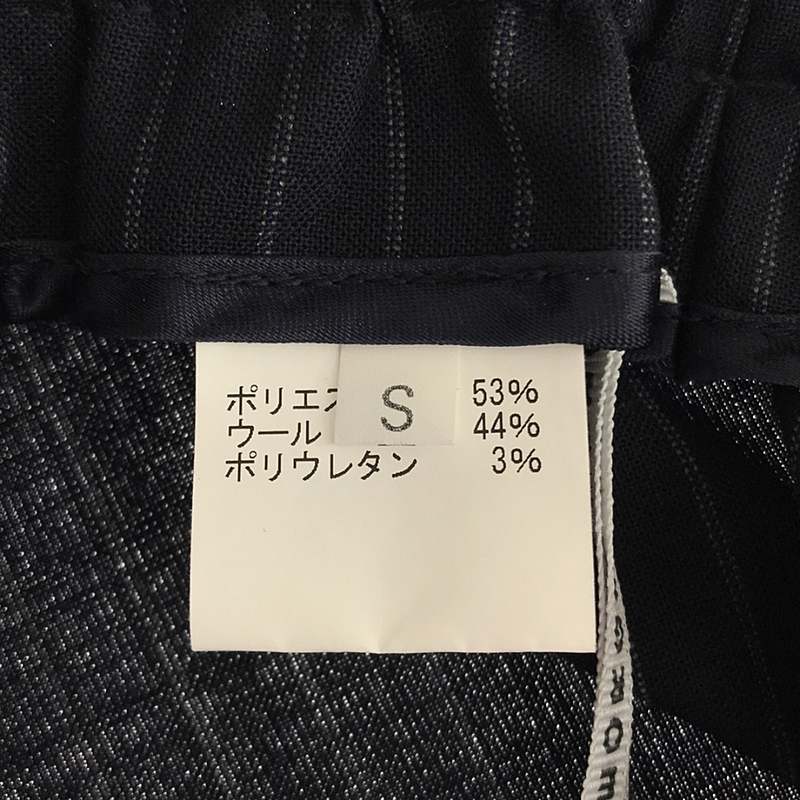 ポリエス 53%
S
ウール 44%
ポリウレタン 3%